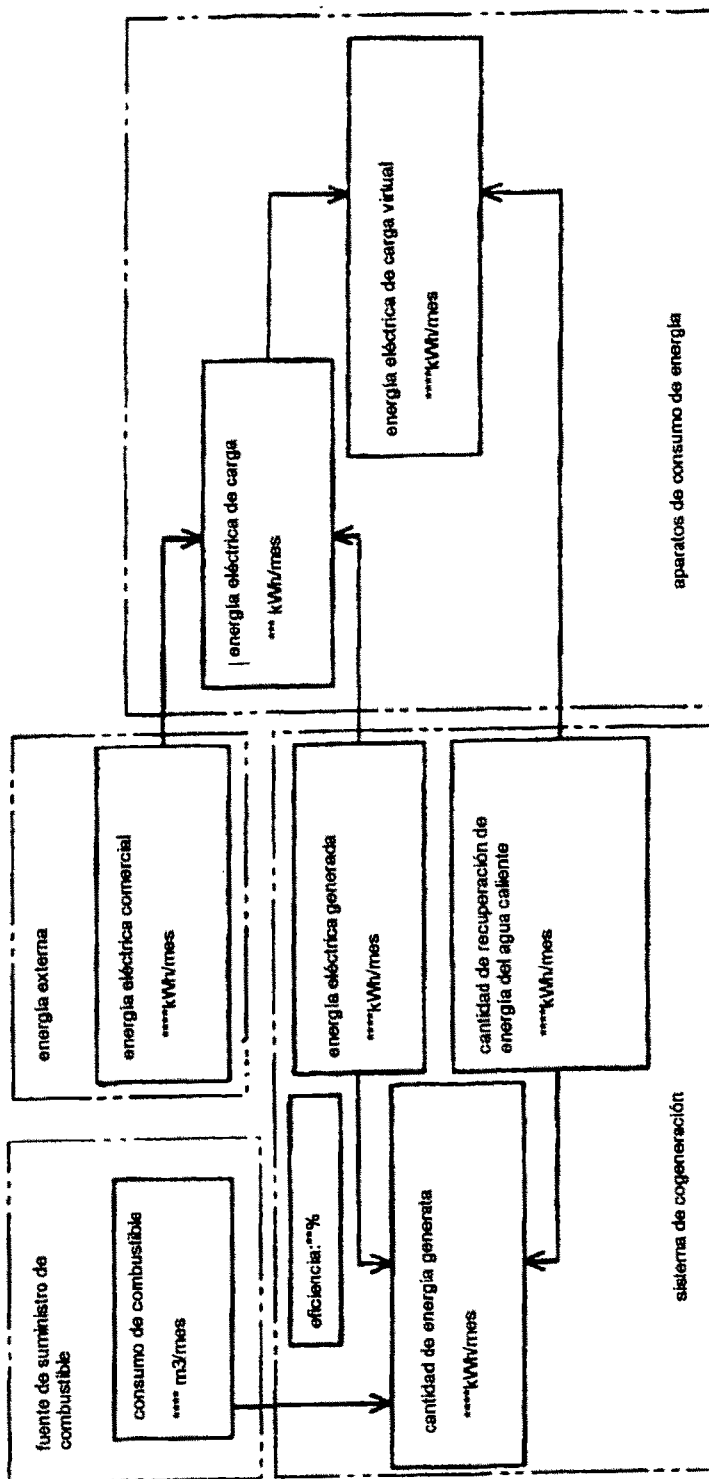 fuente de suministro de
combustible
consumo de combustible
**** m3/mes
energía externa
energía eléctrica comercial
****kWh/mes
eficiencia:**%
cantidad de energía generata
****kWh/mes
energía eléctrica generada
****kWh/mes
cantidad de recuperación de
energía del agua caliente
****kWh/mes
sistema de cogeneración
energía eléctrica de carga
*** kWh/mes
energía eléctrica de carga virtual
****kWh/mes
aparatos de consumo de energía